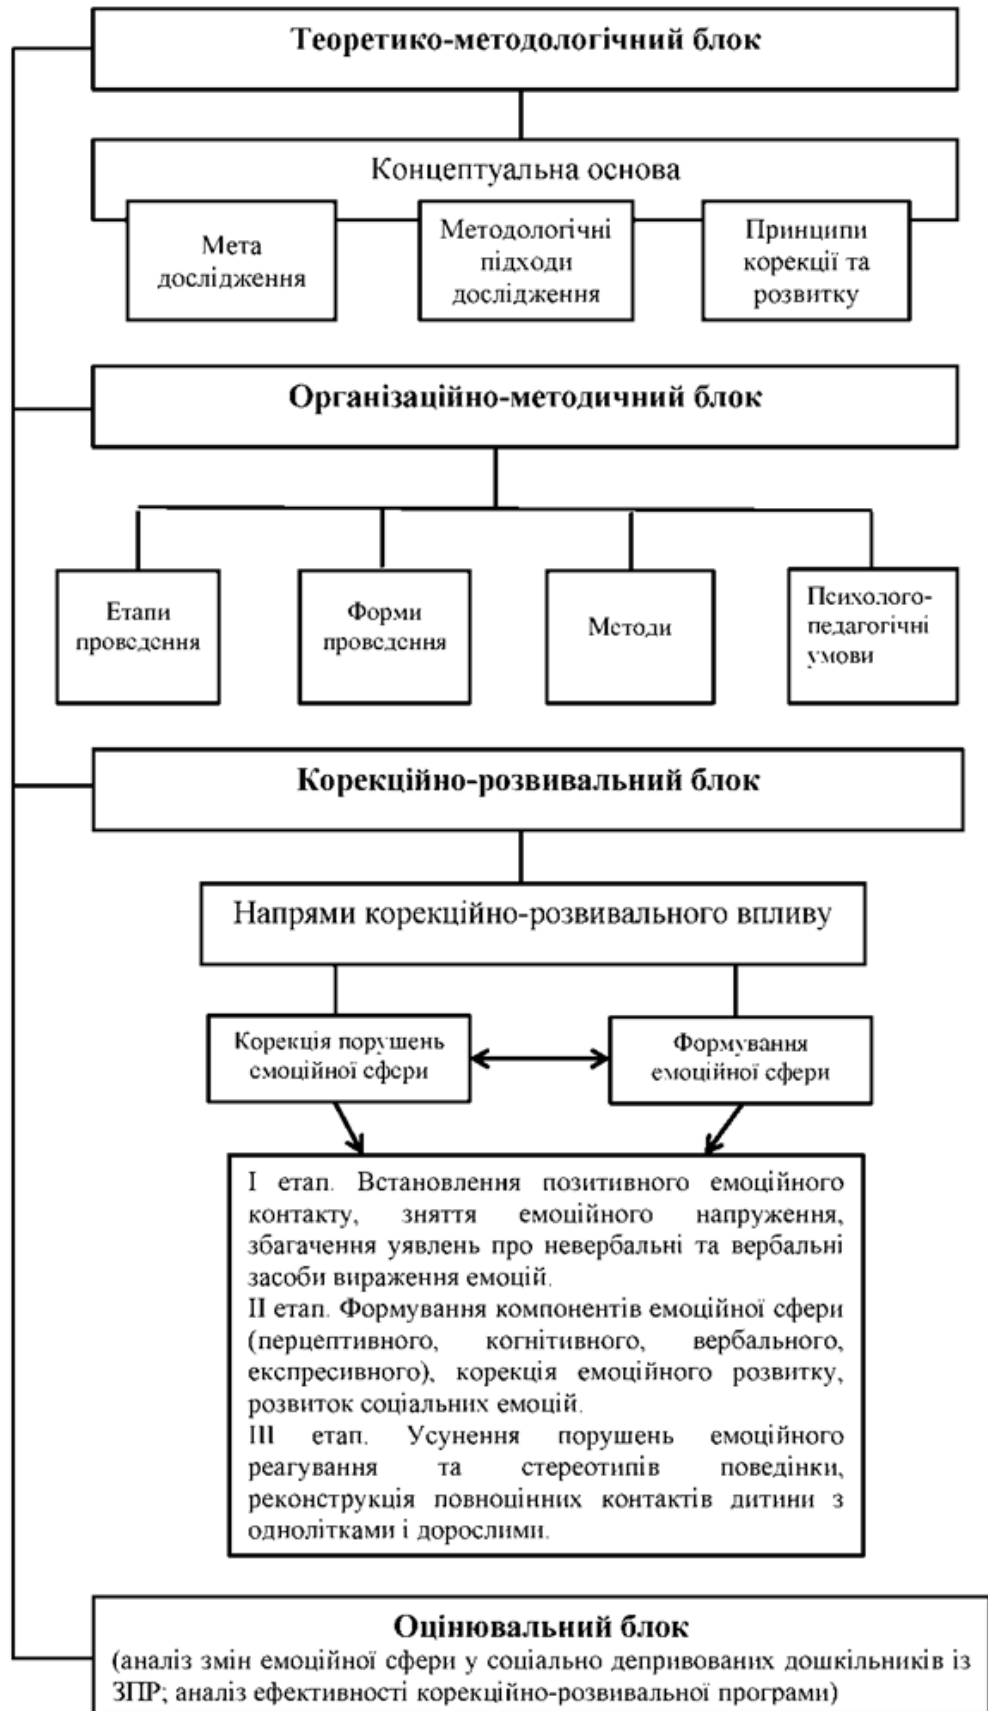 Теоретико-методологічний блок
Концептуальна основа
Мета
дослідження
Методологічні
підходи
дослідження
Принципи
корекції та
розвитку
Організаційно-методичний блок
Етапи
проведення
Форми
проведення
Методи
Психолого-
педагогічні
умови
Корекційно-розвивальний блок
Напрями корекційно-розвивального впливу
Корекція порушень
емоційної сфери
Формування
емоційної сфери
І етап. Встановлення позитивного емоційного
контакту, зняття емоційного напруження,
збагачення уявлень про невербальні та вербальні
засоби вираження емоцій.
ІІ етап. Формування компонентів емоційної сфери
(перцептивного, когнітивного, вербального,
експресивного), корекція емоційного розвитку,
розвиток соціальних емоцій.
ІІІ етап. Усунення порушень емоційного
реагування та стереотипів поведінки,
реконструкція повноцінних контактів дитини з
однолітками і дорослими.
Оцінювальний блок
(аналіз змін емоційної сфери у соціально депривованих дошкільників із
ЗПР; аналіз ефективності корекційно-розвивальної програми)